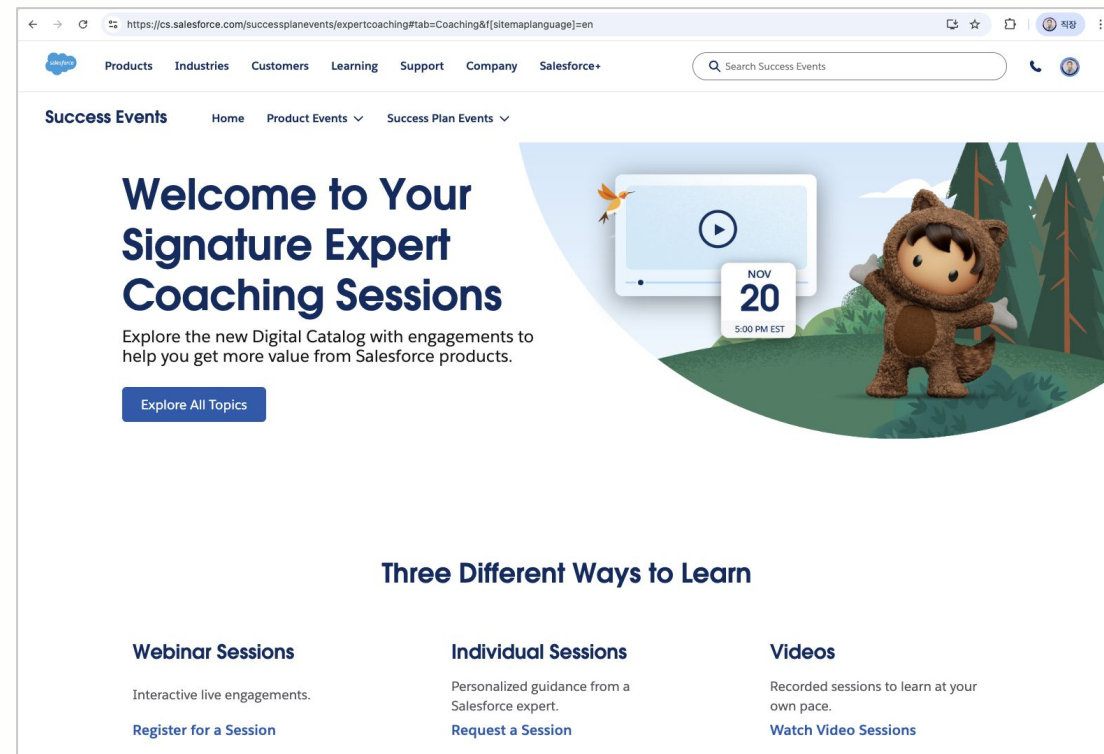 https://cs.salesforce.com/successplanevents/expertcoaching#tab=Coaching&f[sitemaplanguage]=en
직장
salesforce
Products Industries Customers Learning Support Company Salesforce+
Search Success Events
Success Events Home Product Events Success Plan Events
Welcome to Your
Signature Expert
Coaching Sessions
Explore the new Digital Catalog with engagements to
help you get more value from Salesforce products.
Explore All Topics
NOV
20
5:00 PM EST
Three Different Ways to Learn
Webinar Sessions
Interactive live engagements.
Register for a Session
Individual Sessions
Personalized guidance from a
Salesforce expert.
Request a Session
Videos
Recorded sessions to learn at your
own pace.
Watch Video Sessions